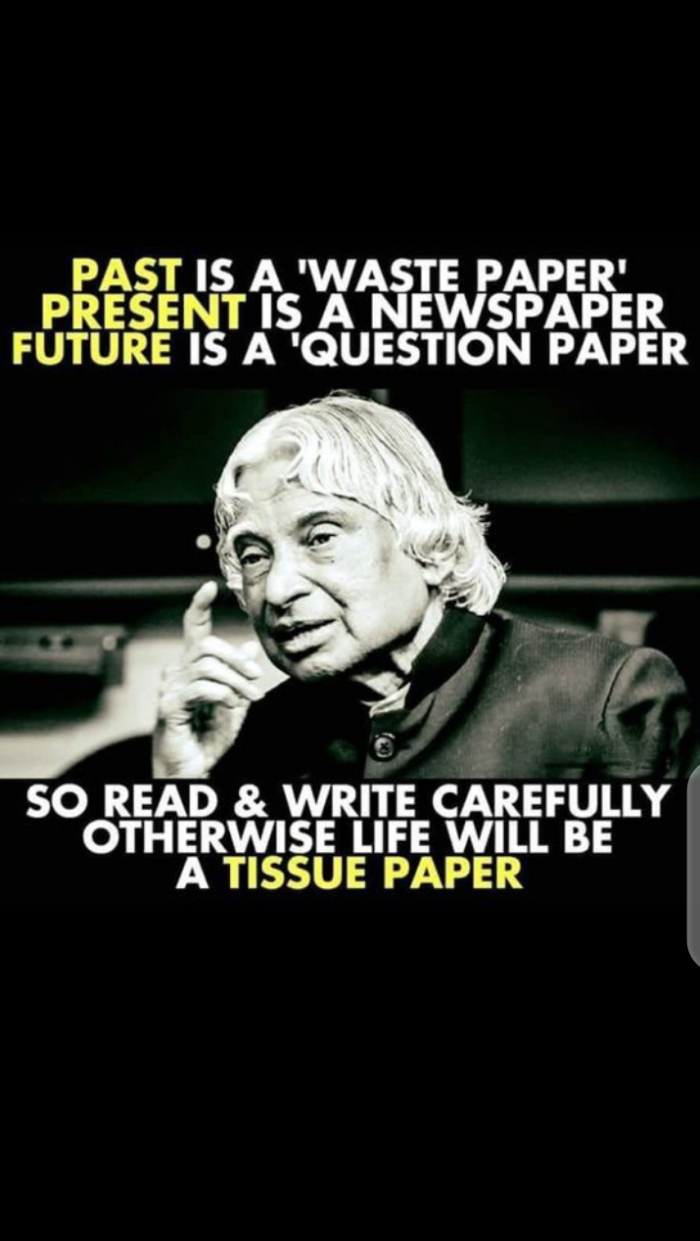 PAST IS A 'WASTE PAPER'
PRESENT IS A NEWSPAPER
FUTURE IS A 'QUESTION PAPER
SO READ & WRITE CAREFULLY
OTHERWISE LIFE WILL BE
A TISSUE PAPER